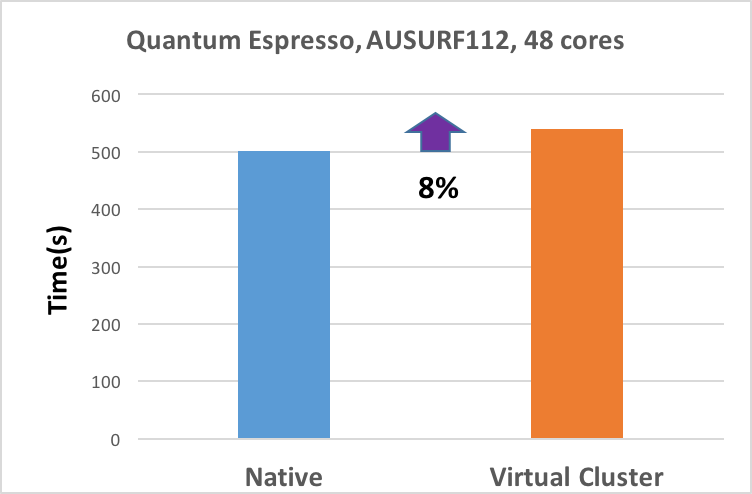 Quantum Espresso, AUSURF112, 48 cores
600
500
400
300
200
100
0
Time(s)
8%
Native
Virtual Cluster